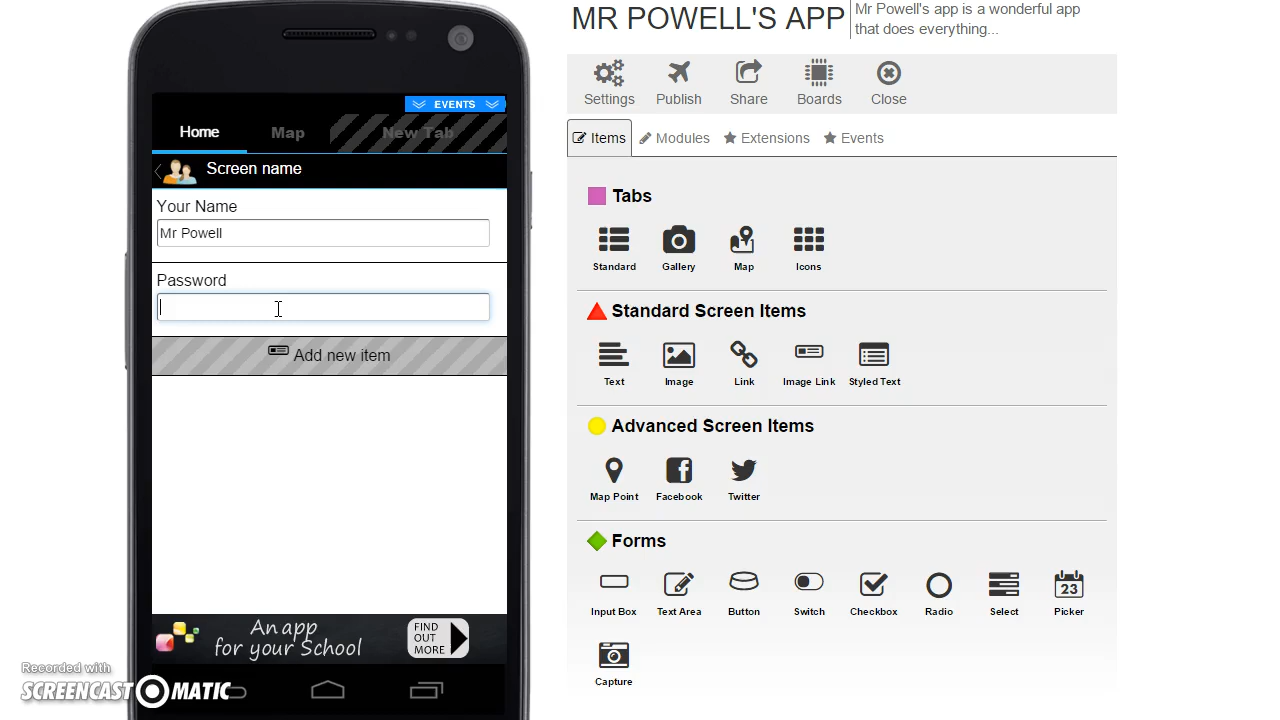 EVENTS
Home Map New Tab
Screen name
Your Name
Mr Powell
Password
Add new item
An app
for your School
FIND
OUT
MORE
Recorded with
SCREENCAST MATIC
MR POWELL'S APP
Mr Powell's app is a wonderful app
that does everything...
Settings Publish Share Boards Close
Items Modules Extensions Events
Tabs
Standard Gallery Map Icons
Standard Screen Items
Text Image Link Image Link Styled Text
Advanced Screen Items
Map Point Facebook Twitter
Forms
23
Input Box Text Area Button Switch Checkbox Radio Select Picker
Capture